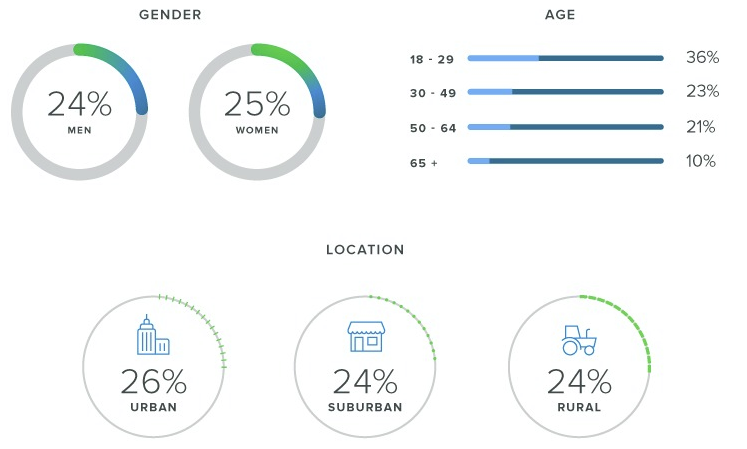 GENDER
24%
MEN
25%
WOMEN
AGE
18 - 29 36%
30 - 49 23%
50 - 64 21%
65 + 10%
LOCATION
26%
URBAN
24%
SUBURBAN
24%
RURAL